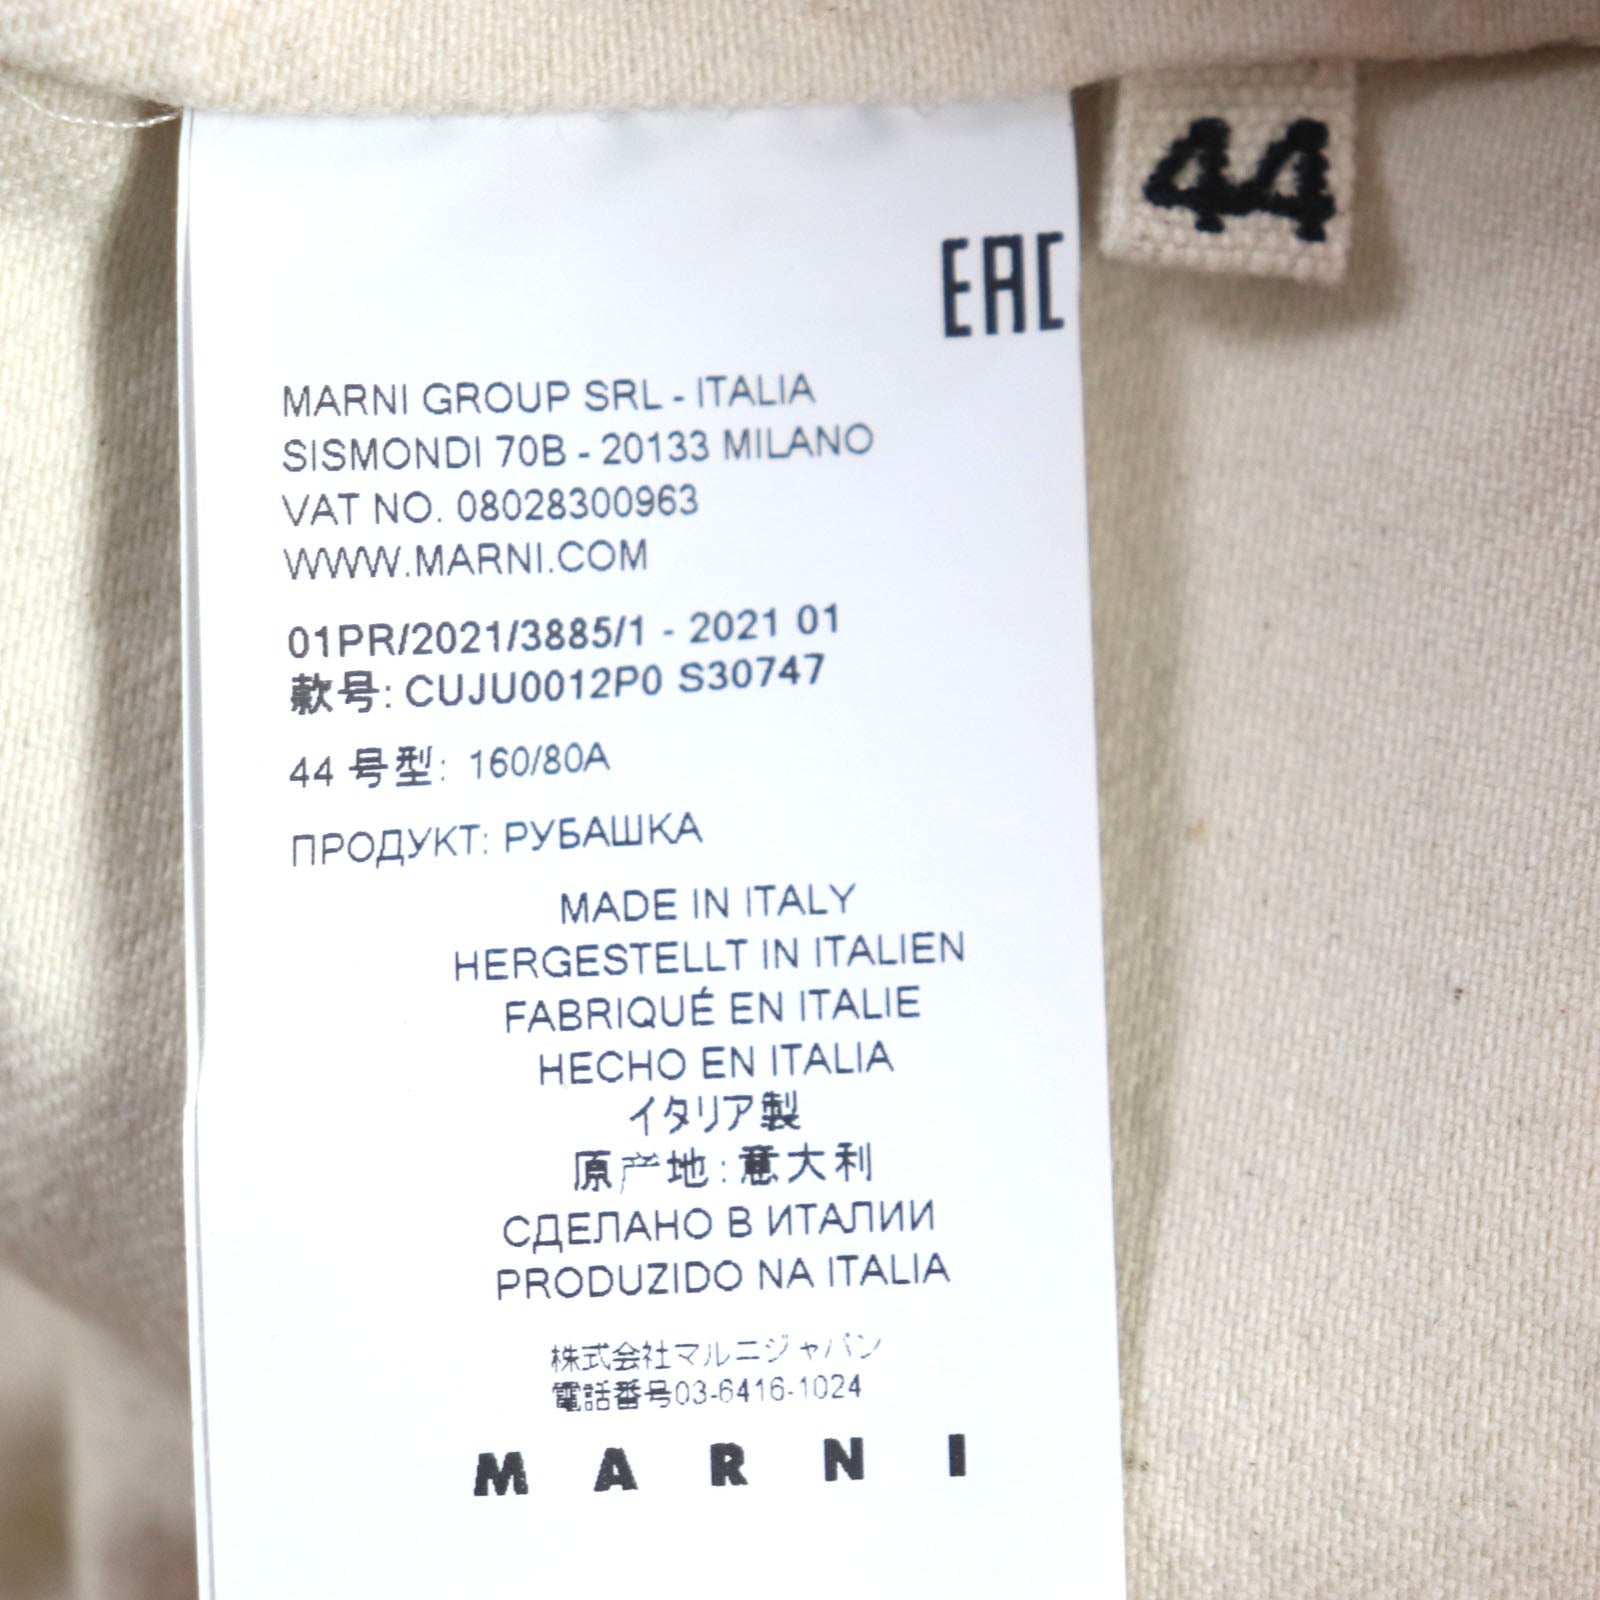 44
EAC
MARNI GROUP SRL - ITALIA
SISMONDI 70B - 20133 MILANO
VAT NO. 08028300963
WWW.MARNI.COM
01PR/2021/3885/1 - 2021 01
款号: CUJU0012P0 S30747
44 号型: 160/80A
ПРОДУКТ: РУБАШКА
MADE IN ITALY
HERGESTELLT IN ITALIEN
FABRIQUÉ EN ITALIE
HECHO EN ITALIA
イタリア製
原产地: 意大利
СДЕЛАНО В ИТАЛИИ
PRODUZIDO NA ITALIA
株式会社マルニジャパン
電話番号03-6416-1024
MARNI